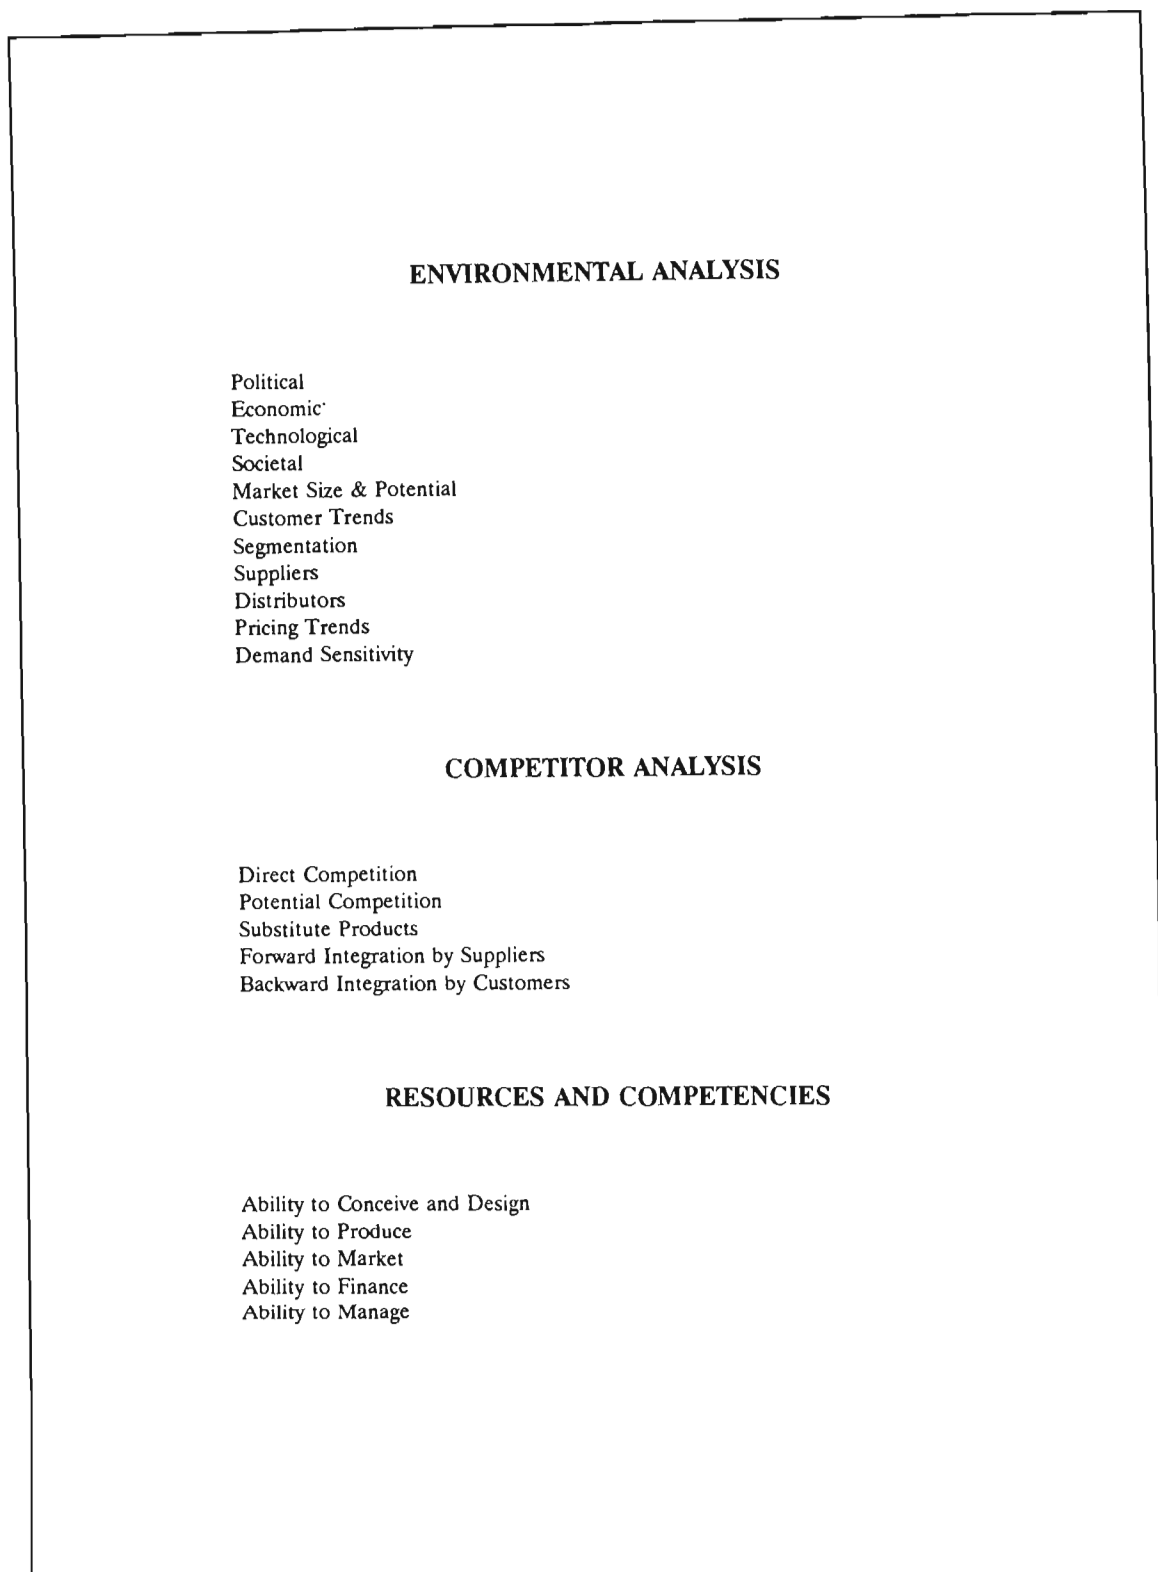 ENVIRONMENTAL ANALYSIS
Political
Economic
Technological
Societal
Market Size & Potential
Customer Trends
Segmentation
Suppliers
Distributors
Pricing Trends
Demand Sensitivity
COMPETITOR ANALYSIS
Direct Competition
Potential Competition
Substitute Products
Forward Integration by Suppliers
Backward Integration by Customers
RESOURCES AND COMPETENCIES
Ability to Conceive and Design
Ability to Produce
Ability to Market
Ability to Finance
Ability to Manage